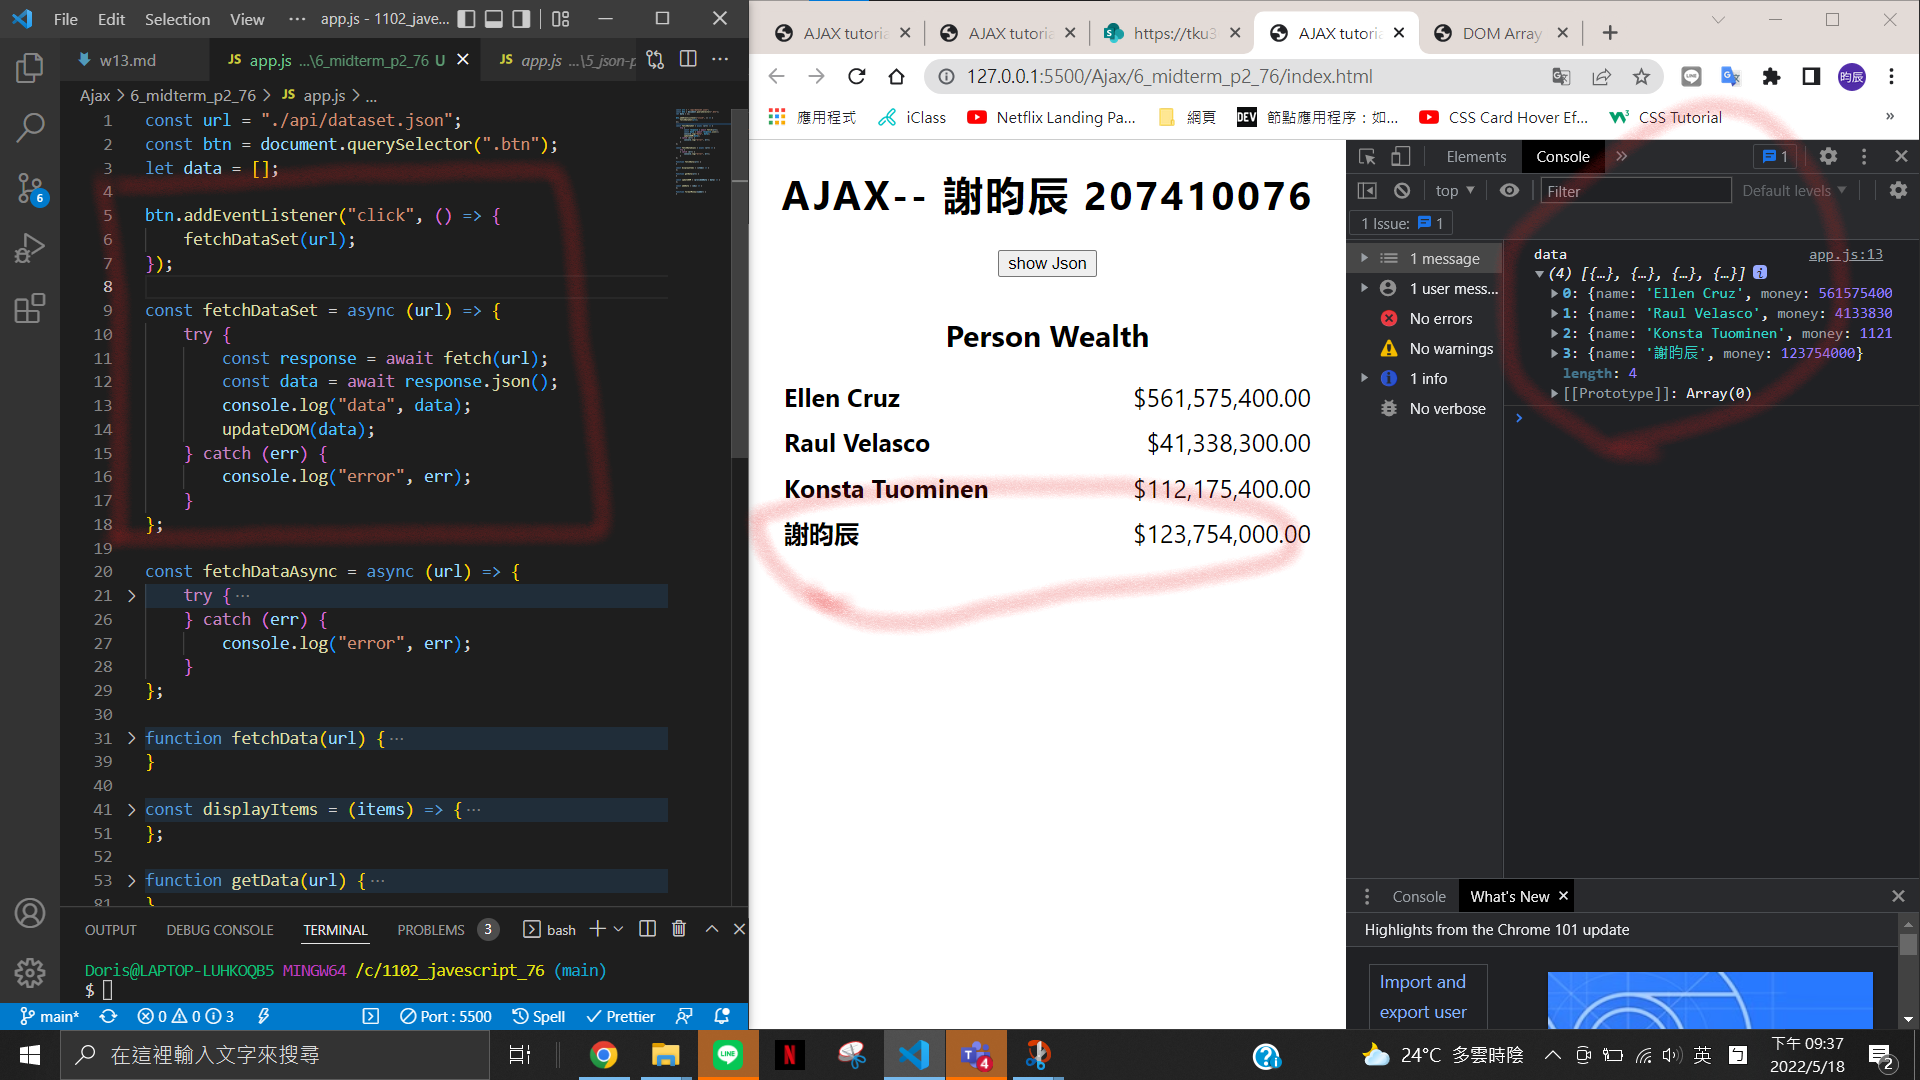 File Edit Selection View ··· app.js - 1102_jave...
w13.md JS app.js ...\6_midterm_p2_76 U JS app.js ...\5_json-p
Ajax > 6_midterm_p2_76 > JS app.js > ...
1 const url = "./api/dataset.json";
2 const btn = document.querySelector(".btn");
3 let data = [];
4
5 btn.addEventListener("click", () => {
6 fetchDataSet(url);
7 });
8
9 const fetchDataSet = async (url) => {
10 try {
11 const response = await fetch(url);
12 const data = await response.json();
13 console.log("data", data);
14 updateDOM(data);
15 } catch (err) {
16 console.log("error", err);
17 }
18 };
19
20 const fetchDataAsync = async (url) => {
21 try {···
26 } catch (err) {
27 console.log("error", err);
28 }
29 };
30
31 function fetchData(url) {···
39 }
40
41 const displayItems = (items) => {···
51 };
52
53 function getData(url) {···
81 }
6
OUTPUT DEBUG CONSOLE TERMINAL PROBLEMS 3 bash
Doris@LAPTOP-LUHKOQB5 MINGW64 /c/1102_javescript_76 (main)
$
main* 0 0 3 Port : 5500 Spell Prettier
AJAX tutoria AJAX tutoria https://tku3 AJAX tutoria DOM Array
127.0.0.1:5500/Ajax/6_midterm_p2_76/index.html 昀辰
應用程式 iClass Netflix Landing Pa... 網頁 DEV 節點應用程序：如... CSS Card Hover Ef... CSS Tutorial »
AJAX-- 謝昀辰 207410076
show Json
Person Wealth
Ellen Cruz $561,575,400.00
Raul Velasco $41,338,300.00
Konsta Tuominen $112,175,400.00
謝昀辰 $123,754,000.00
Elements Console » 1
top Filter Default levels
1 Issue: 1
1 message
1 user mess...
No errors
No warnings
1 info
No verbose
data app.js:13
(4) [{…}, {…}, {…}, {…}]
0: {name: 'Ellen Cruz', money: 561575400
1: {name: 'Raul Velasco', money: 4133830
2: {name: 'Konsta Tuominen', money: 1121
3: {name: '謝昀辰', money: 123754000}
length: 4
[[Prototype]]: Array(0)
Console What's New
Highlights from the Chrome 101 update
Import and
export user
在這裡輸入文字來搜尋 LINE N 4 24°C 多雲時陰 英 下午 09:37
2022/5/18 2